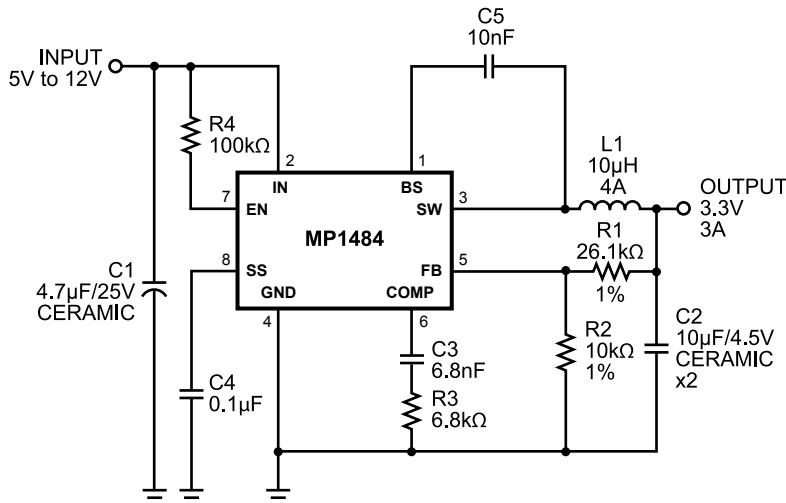 C5
10nF
INPUT
5V to 12V
R4
100kΩ
L1
10µH
4A
2
1
IN
BS
OUTPUT
3.3V
3A
7
EN
SW
3
MP1484
R1
26.1kΩ
1%
8
SS
FB
5
C1
4.7µF/25V
CERAMIC
GND
COMP
4
6
C2
10µF/4.5V
CERAMIC
x2
R2
10kΩ
1%
C3
6.8nF
C4
0.1µF
R3
6.8kΩ